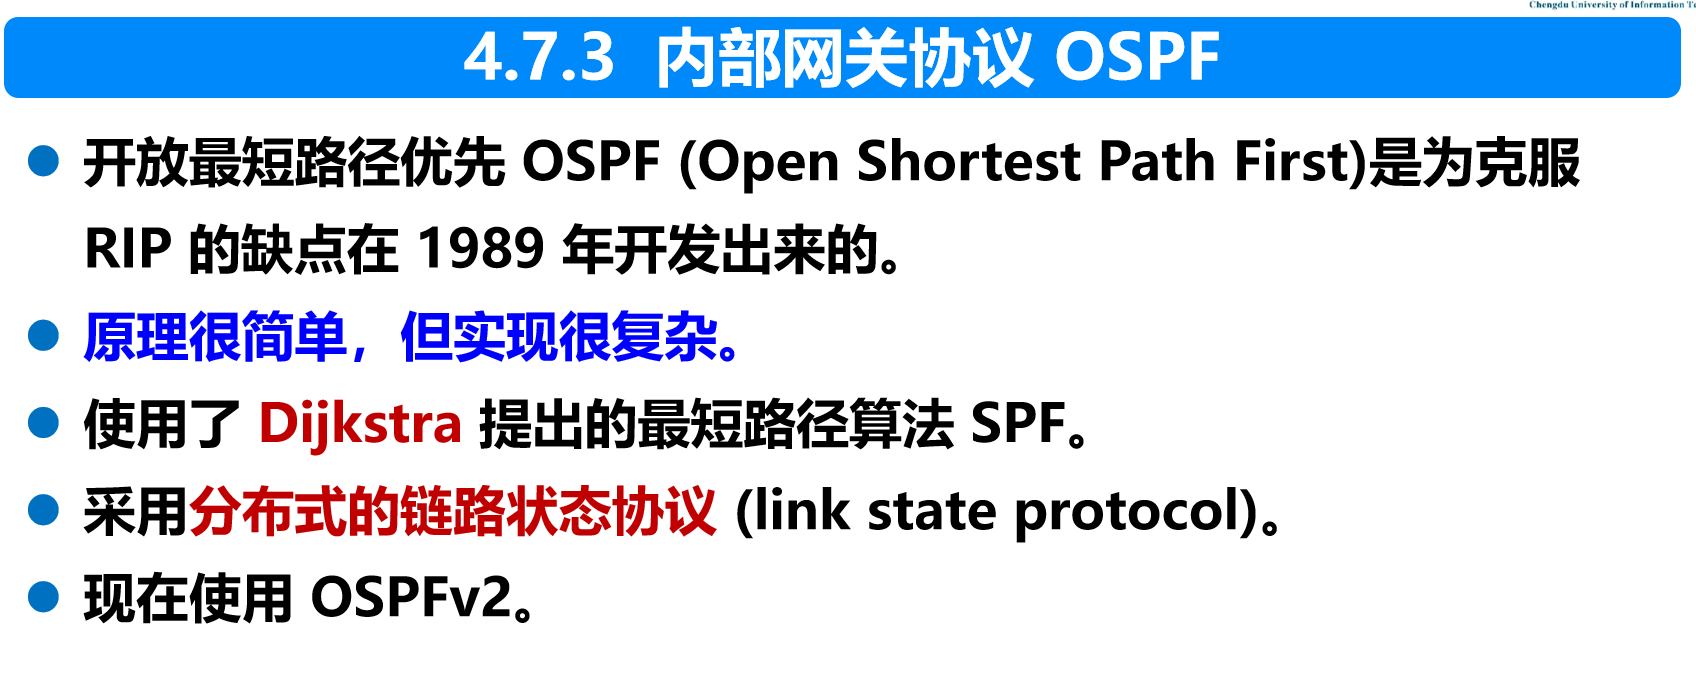 Chengdu University of Information
4.7.3 内部网关协议 OSPF
开放最短路径优先 OSPF (Open Shortest Path First)是为克服
RIP 的缺点在 1989 年开发出来的。
原理很简单，但实现很复杂。
使用了 Dijkstra 提出的最短路径算法 SPF。
采用分布式的链路状态协议 (link state protocol)。
现在使用 OSPFv2。